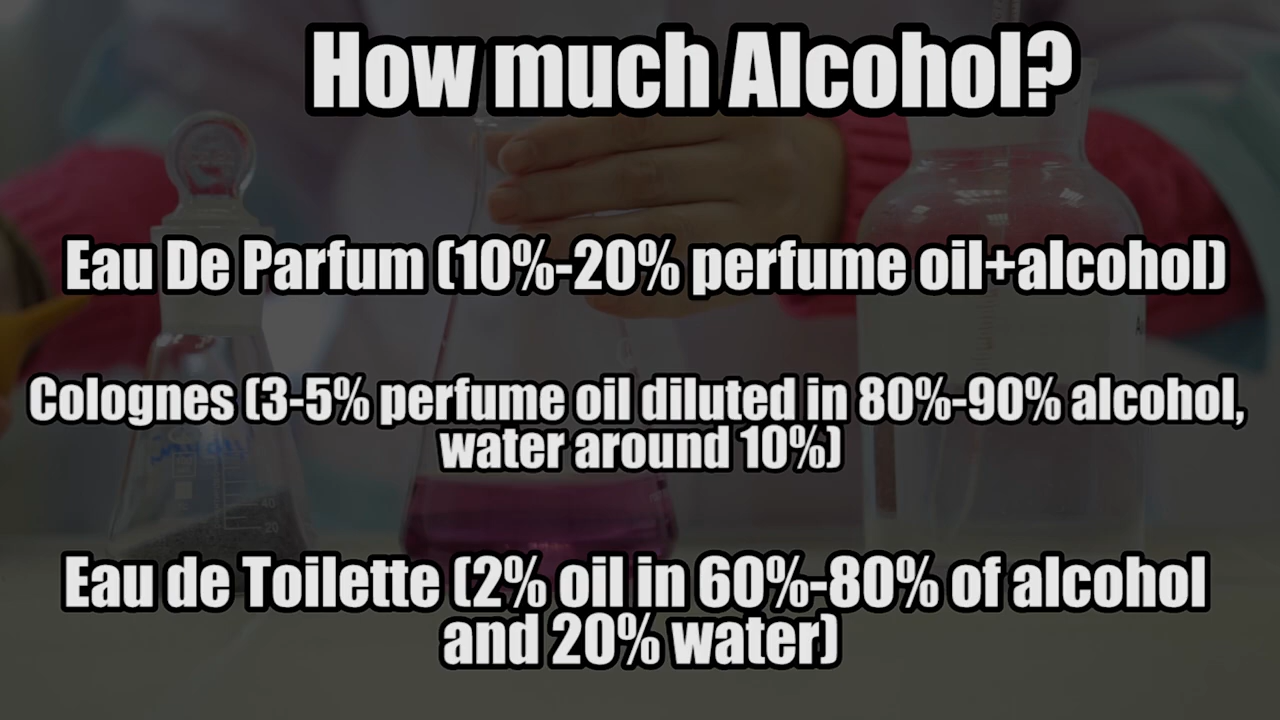 How much Alcohol?
Eau De Parfum (10%-20% perfume oil+alcohol)
Colognes (3-5% perfume oil diluted in 80%-90% alcohol,
water around 10%)
Eau de Toilette (2% oil in 60%-80% of alcohol
and 20% water)